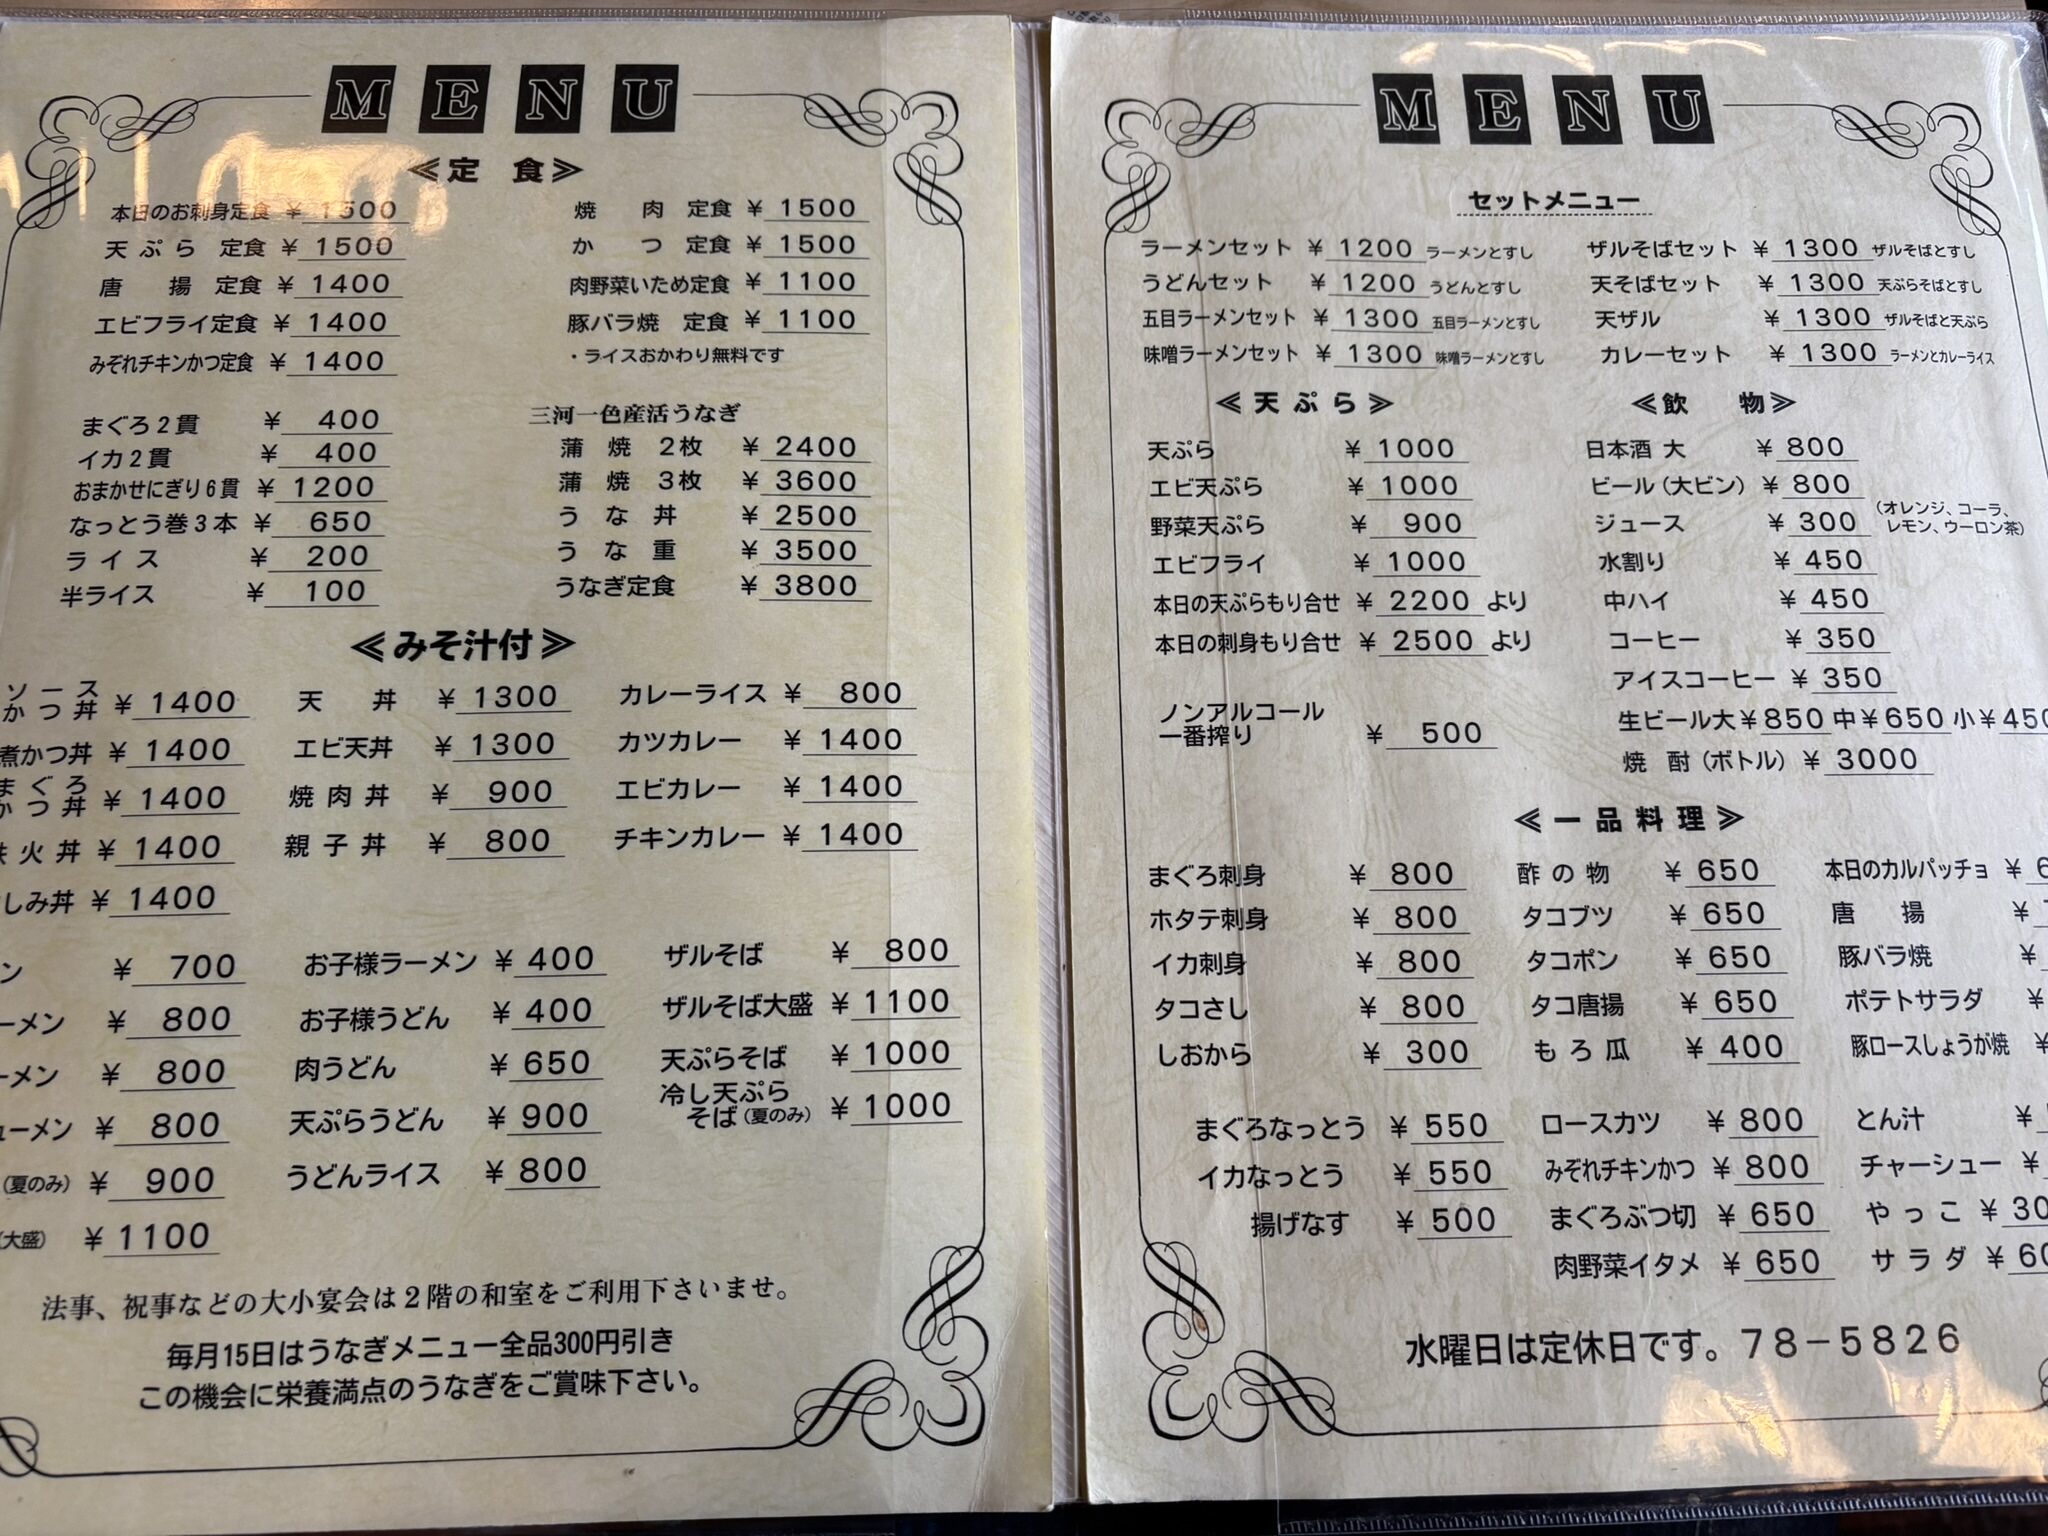 MENU
≪定 食≫
本日のお刺身定食 ¥ 1500
天ぷら 定食 ¥ 1500
唐 揚 定食 ¥ 1400
エビフライ定食 ¥ 1400
みぞれチキンかつ定食 ¥ 1400
焼 肉 定食 ¥ 1500
か つ 定食 ¥ 1500
肉野菜いため定食 ¥ 1100
豚バラ焼 定食 ¥ 1100
・ライスおかわり無料です
まぐろ2貫 ¥ 400
イカ2貫 ¥ 400
おまかせにぎり6貫 ¥ 1200
なっとう巻3本 ¥ 650
ライス ¥ 200
半ライス ¥ 100
三河一色産活うなぎ
蒲 焼 2枚 ¥ 2400
蒲 焼 3枚 ¥ 3600
う な 丼 ¥ 2500
う な 重 ¥ 3500
うなぎ定食 ¥ 3800
≪みそ汁付≫
ソース
かつ丼 ¥ 1400
煮かつ丼 ¥ 1400
まぐろ
かつ丼 ¥ 1400
火丼 ¥ 1400
しみ丼 ¥ 1400
天 丼 ¥ 1300
エビ天丼 ¥ 1300
焼肉丼 ¥ 900
親子丼 ¥ 800
カレーライス ¥ 800
カツカレー ¥ 1400
エビカレー ¥ 1400
チキンカレー ¥ 1400
ン ¥ 700
ーメン ¥ 800
ーメン ¥ 800
ューメン ¥ 800
(夏のみ) ¥ 900
(大盛) ¥ 1100
お子様ラーメン ¥ 400
お子様うどん ¥ 400
肉うどん ¥ 650
天ぷらうどん ¥ 900
うどんライス ¥ 800
ザルそば ¥ 800
ザルそば大盛 ¥ 1100
天ぷらそば ¥ 1000
冷し天ぷら
そば(夏のみ) ¥ 1000
法事、祝事などの大小宴会は2階の和室をご利用下さいませ。
毎月15日はうなぎメニュー全品300円引き
この機会に栄養満点のうなぎをご賞味下さい。
MENU
セットメニュー
ラーメンセット ¥ 1200 ラーメンとすし
うどんセット ¥ 1200 うどんとすし
五目ラーメンセット ¥ 1300 五目ラーメンとすし
味噌ラーメンセット ¥ 1300 味噌ラーメンとすし
ザルそばセット ¥ 1300 ザルそばとすし
天そばセット ¥ 1300 天ぷらそばとすし
天ザル ¥ 1300 ザルそばと天ぷら
カレーセット ¥ 1300 ラーメンとカレーライス
≪天ぷら≫
天ぷら ¥ 1000
エビ天ぷら ¥ 1000
野菜天ぷら ¥ 900
エビフライ ¥ 1000
本日の天ぷらもり合せ ¥ 2200 より
本日の刺身もり合せ ¥ 2500 より
ノンアルコール
一番搾り ¥ 500
≪飲 物≫
日本酒 大 ¥ 800
ビール(大ビン) ¥ 800
ジュース ¥ 300 (オレンジ、コーラ、
レモン、ウーロン茶)
水割り ¥ 450
中ハイ ¥ 450
コーヒー ¥ 350
アイスコーヒー ¥ 350
生ビール大¥850 中¥650 小¥450
焼 酎(ボトル) ¥ 3000
≪一品料理≫
まぐろ刺身 ¥ 800
ホタテ刺身 ¥ 800
イカ刺身 ¥ 800
タコさし ¥ 800
しおから ¥ 300
酢の物 ¥ 650
タコブツ ¥ 650
タコポン ¥ 650
タコ唐揚 ¥ 650
もろ瓜 ¥ 400
本日のカルパッチョ ¥ 6
唐 揚 ¥
豚バラ焼 ¥
ポテトサラダ ¥
豚ロースしょうが焼 ¥
まぐろなっとう ¥ 550
イカなっとう ¥ 550
揚げなす ¥ 500
ロースカツ ¥ 800
みぞれチキンかつ ¥ 800
まぐろぶつ切 ¥ 650
肉野菜イタメ ¥ 650
とん汁 ¥
チャーシュー ¥
やっこ ¥ 30
サラダ ¥ 60
水曜日は定休日です。78-5826